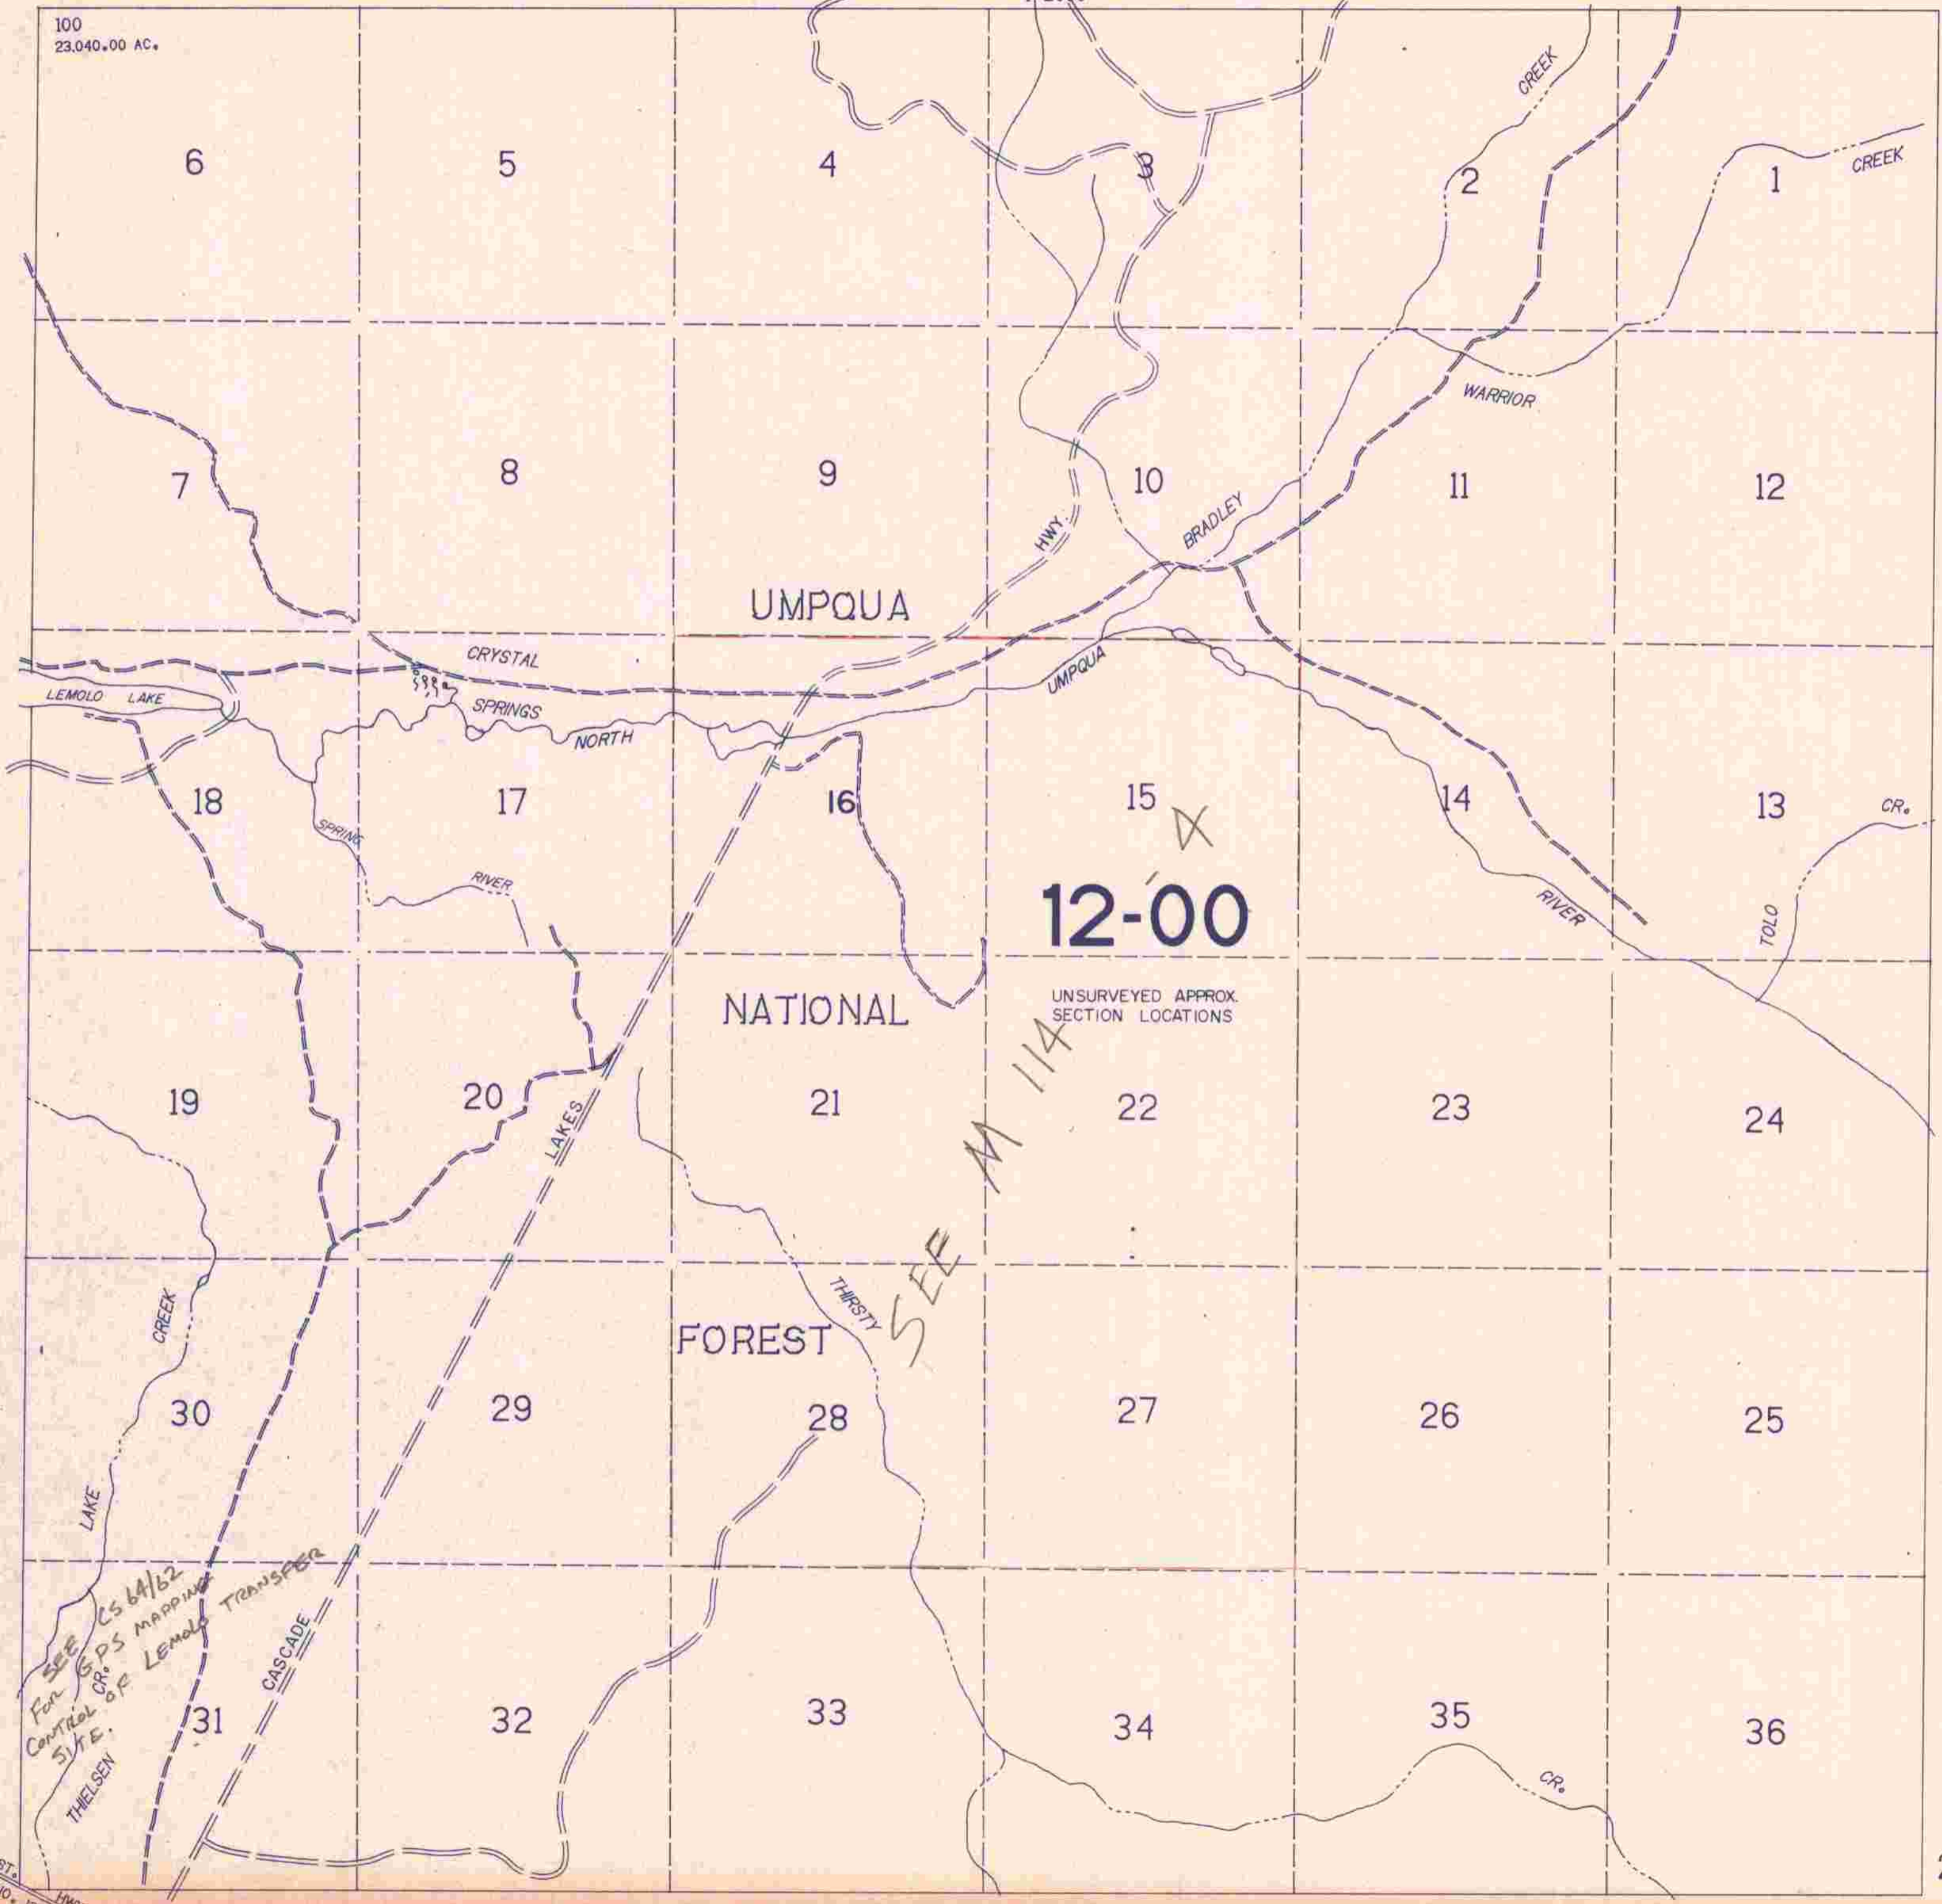 100
23.040.00 AC.
6
5
4
3
2
1
CREEK
CREEK
WARRIOR
7
8
9
10
11
12
HWY.
BRADLEY
UMPQUA
CRYSTAL
SPRINGS
LEMOLO LAKE
NORTH
UMPQUA
RIVER
18
17
16
15
14
13
CR.
TOLO
SPRING
RIVER
12-00
UNSURVEYED APPROX.
SECTION LOCATIONS
NATIONAL
SEE M 114
19
20
21
22
23
24
LAKES
FOREST
THIRSTY
CREEK
LAKE
30
29
28
27
26
25
SEE CS 64/62
FOR GPS MAPPING
CONTROL OF LEMOLO TRANSFER
SITE.
CR.
THIELSEN
CASCADE
31
32
33
34
35
36
CR.
ST.